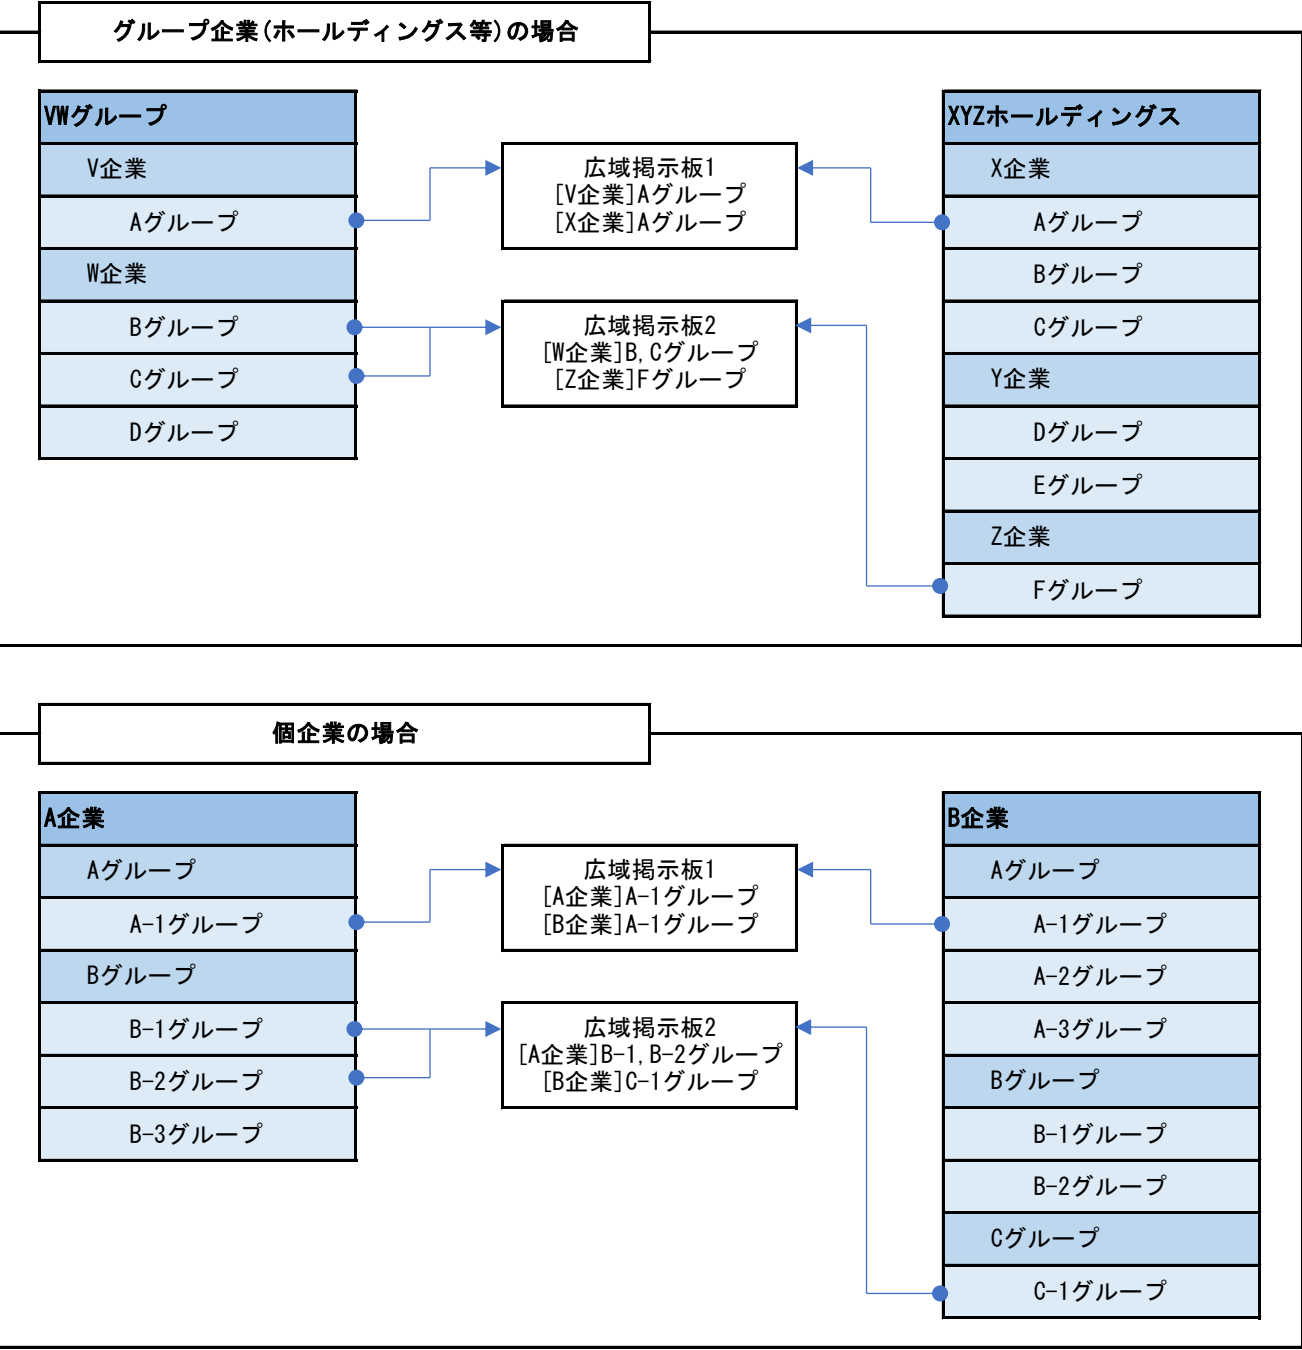 グループ企業(ホールディングス等)の場合
VWグループ
V企業
Aグループ
W企業
Bグループ
Cグループ
Dグループ
広域掲示板1
[V企業]Aグループ
[X企業]Aグループ
広域掲示板2
[W企業]B,Cグループ
[Z企業]Fグループ
XYZホールディングス
X企業
Aグループ
Bグループ
Cグループ
Y企業
Dグループ
Eグループ
Z企業
Fグループ
個企業の場合
A企業
Aグループ
A-1グループ
Bグループ
B-1グループ
B-2グループ
B-3グループ
広域掲示板1
[A企業]A-1グループ
[B企業]A-1グループ
広域掲示板2
[A企業]B-1,B-2グループ
[B企業]C-1グループ
B企業
Aグループ
A-1グループ
A-2グループ
A-3グループ
Bグループ
B-1グループ
B-2グループ
Cグループ
C-1グループ